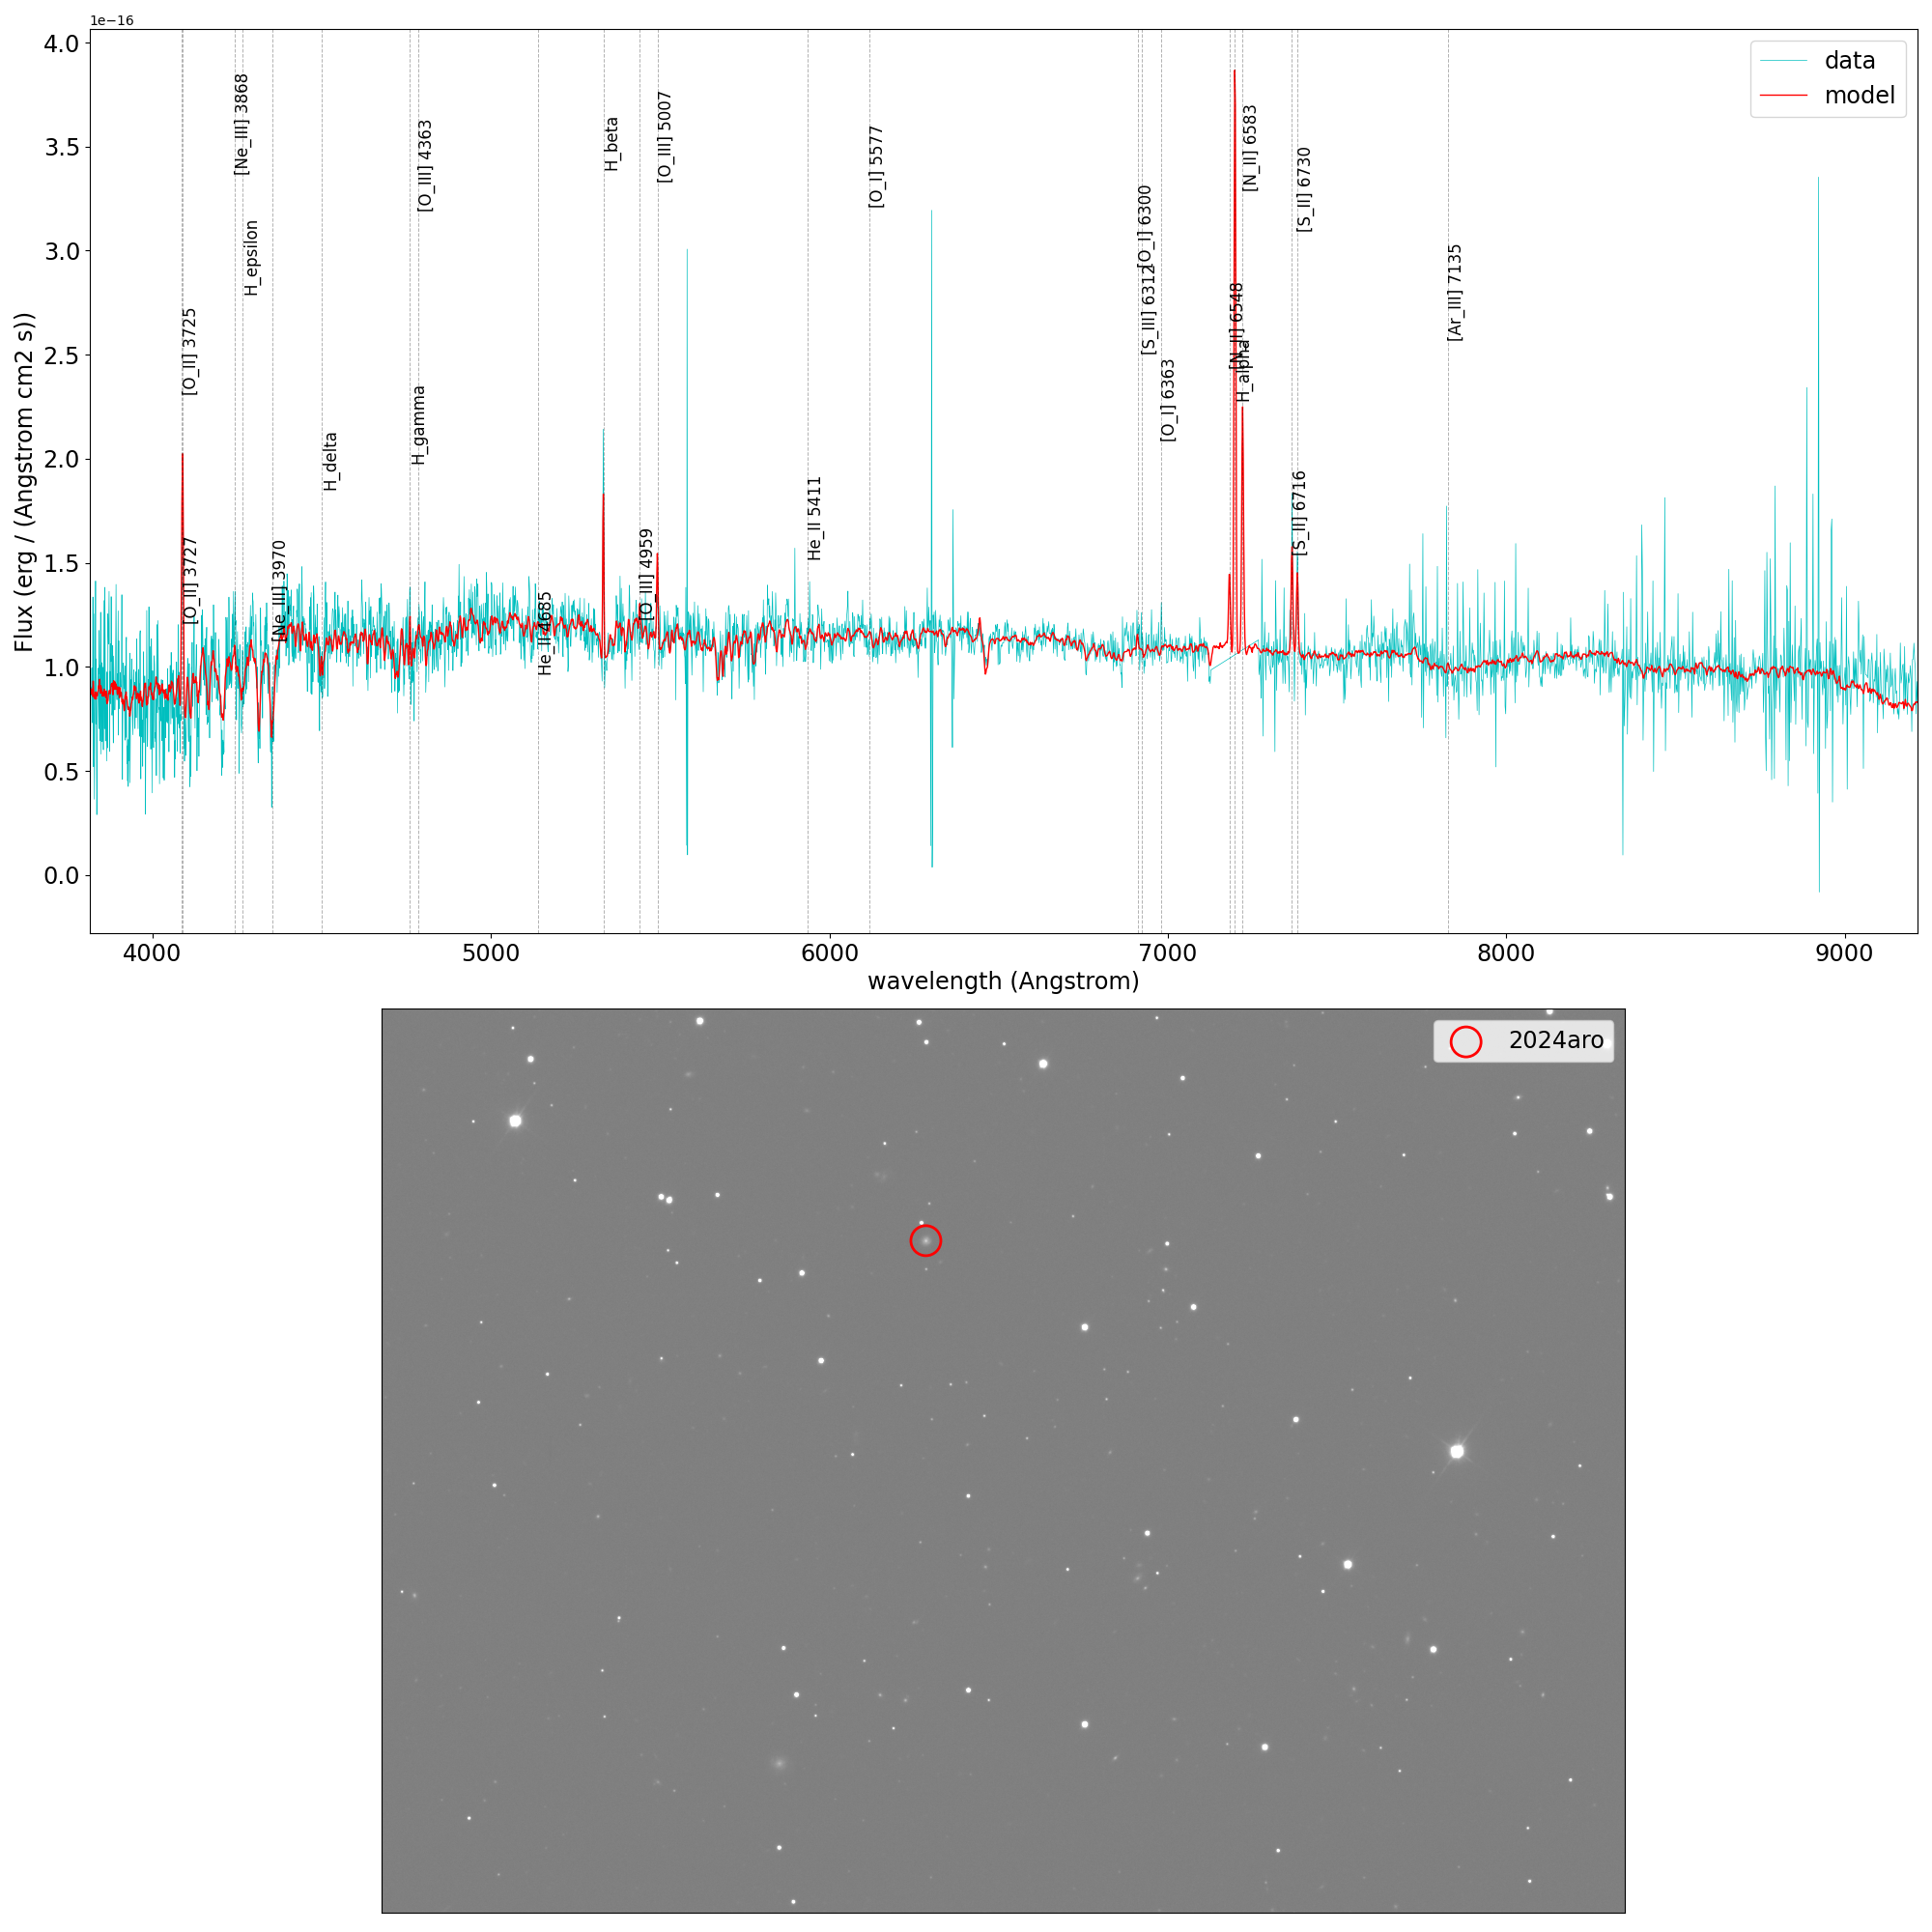 1e−16
data
model
4.0
3.5
3.0
2.5
2.0
1.5
1.0
0.5
0.0
Flux (erg / (Angstrom cm2 s))
[O_II] 3725
[O_II] 3727
[Ne_III] 3868
H_epsilon
[Ne_III] 3970
H_delta
H_gamma
[O_III] 4363
He_II 4685
H_beta
[O_III] 4959
[O_III] 5007
He_II 5411
[O_I] 5577
[O_I] 6300
[S_III] 6312
[O_I] 6363
[N_II] 6548
H_alpha
[N_II] 6583
[S_II] 6716
[S_II] 6730
[Ar_III] 7135
4000
5000
6000
7000
8000
9000
wavelength (Angstrom)
2024aro